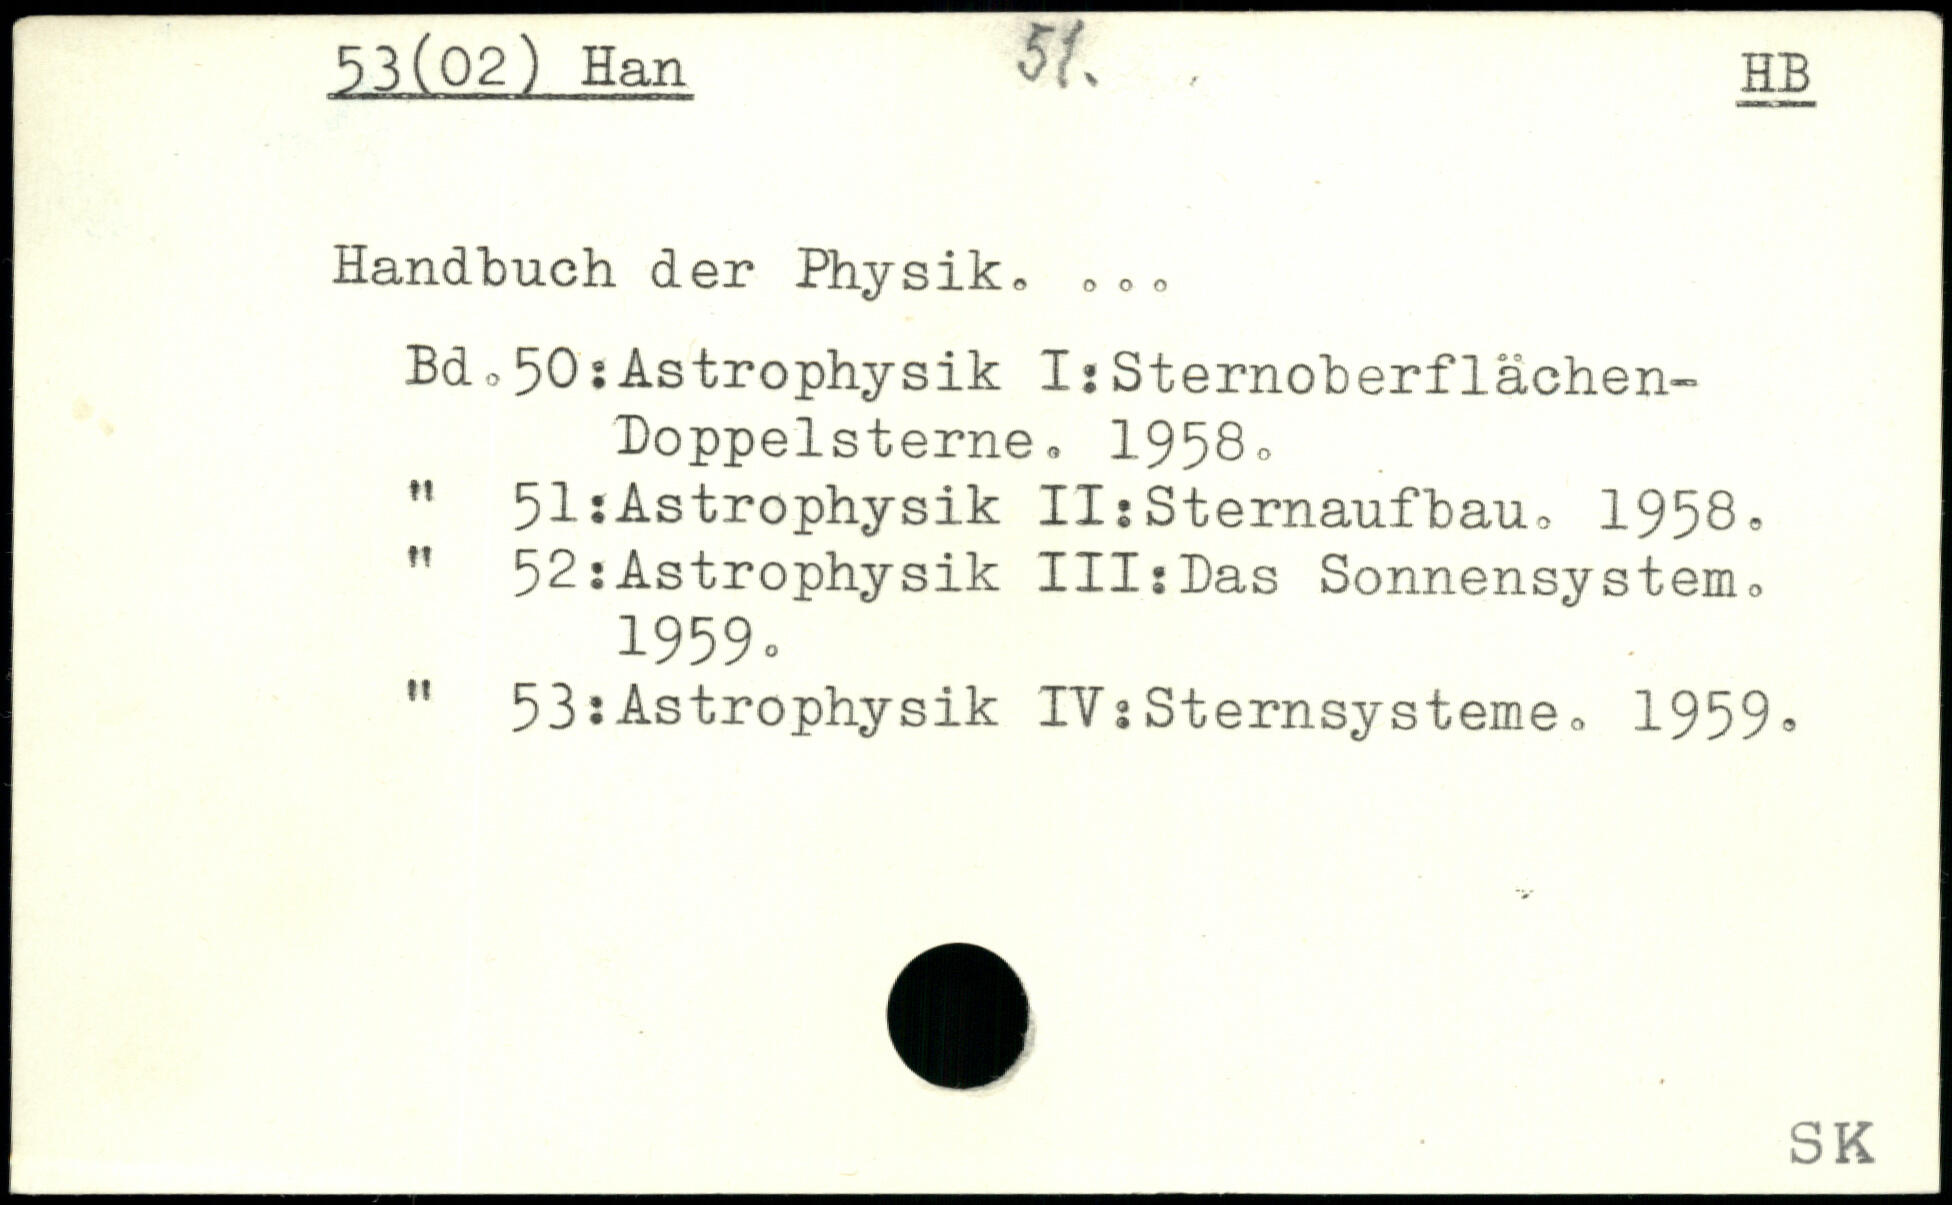 53(02) Han 51. HB
Handbuch der Physik. ...
Bd.50:Astrophysik I:Sternoberflächen-
Doppelsterne. 1958.
" 51:Astrophysik II:Sternaufbau. 1958.
" 52:Astrophysik III:Das Sonnensystem.
1959.
" 53:Astrophysik IV:Sternsysteme. 1959.
SK